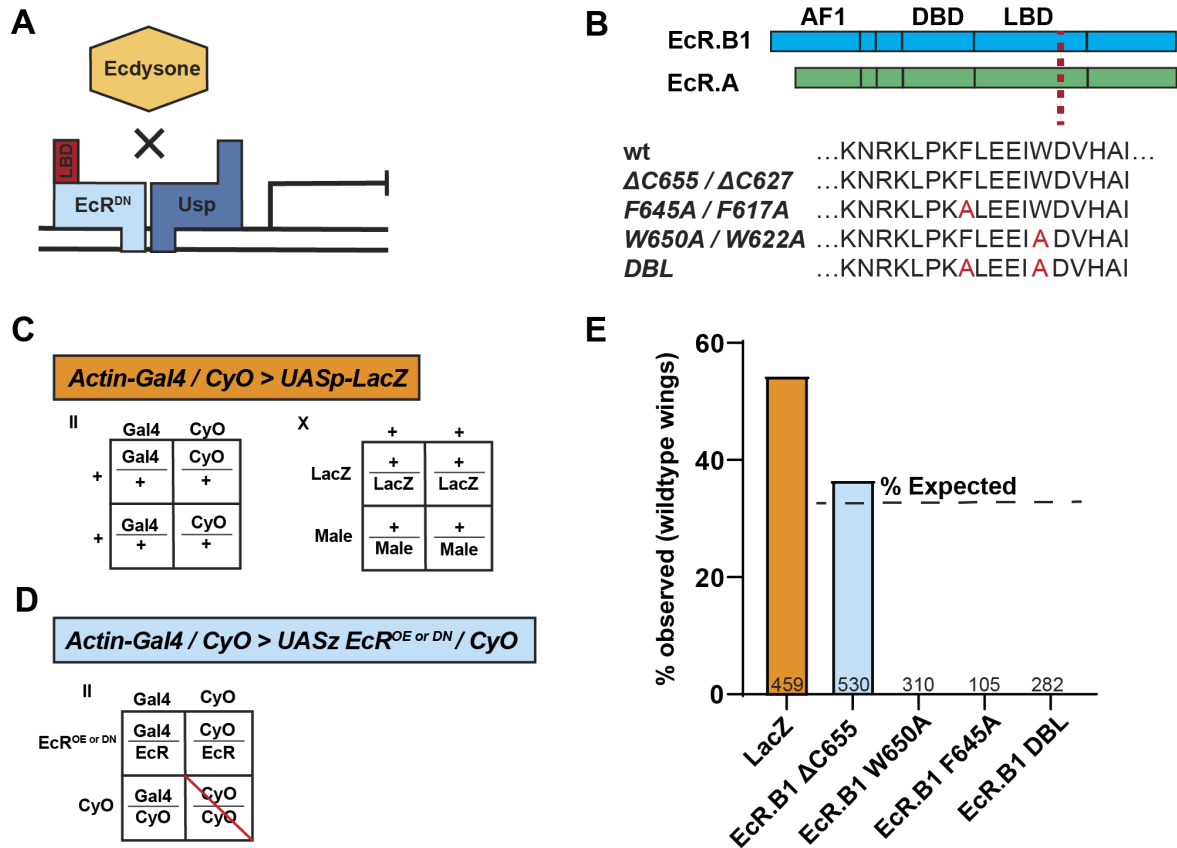 A
Ecdysone
LBD
EcR^DN
Usp
B
AF1 DBD LBD
EcR.B1
EcR.A
wt ...KNRKLPKFLEEIWDVHAI...
ΔC655 / ΔC627 ...KNRKLPKFLEEIWDVHAI
F645A / F617A ...KNRKLPKALEEIWDVHAI
W650A / W622A ...KNRKLPKFLEEIADVHAI
DBL ...KNRKLPKALEEIADVHAI
C
Actin-Gal4 / CyO > UASp-LacZ
II
Gal4 CyO
+ Gal4 CyO
+ +
+ Gal4 CyO
+ +
X
+ +
LacZ + +
LacZ LacZ
Male + +
Male Male
D
Actin-Gal4 / CyO > UASz EcR^OE or DN / CyO
II
Gal4 CyO
EcR^OE or DN Gal4 CyO
EcR EcR
CyO Gal4 CyO
CyO CyO
E
% observed (wildtype wings)
60
40
20
0
% Expected
459 530 310 105 282
LacZ
EcR.B1 ΔC655
EcR.B1 W650A
EcR.B1 F645A
EcR.B1 DBL